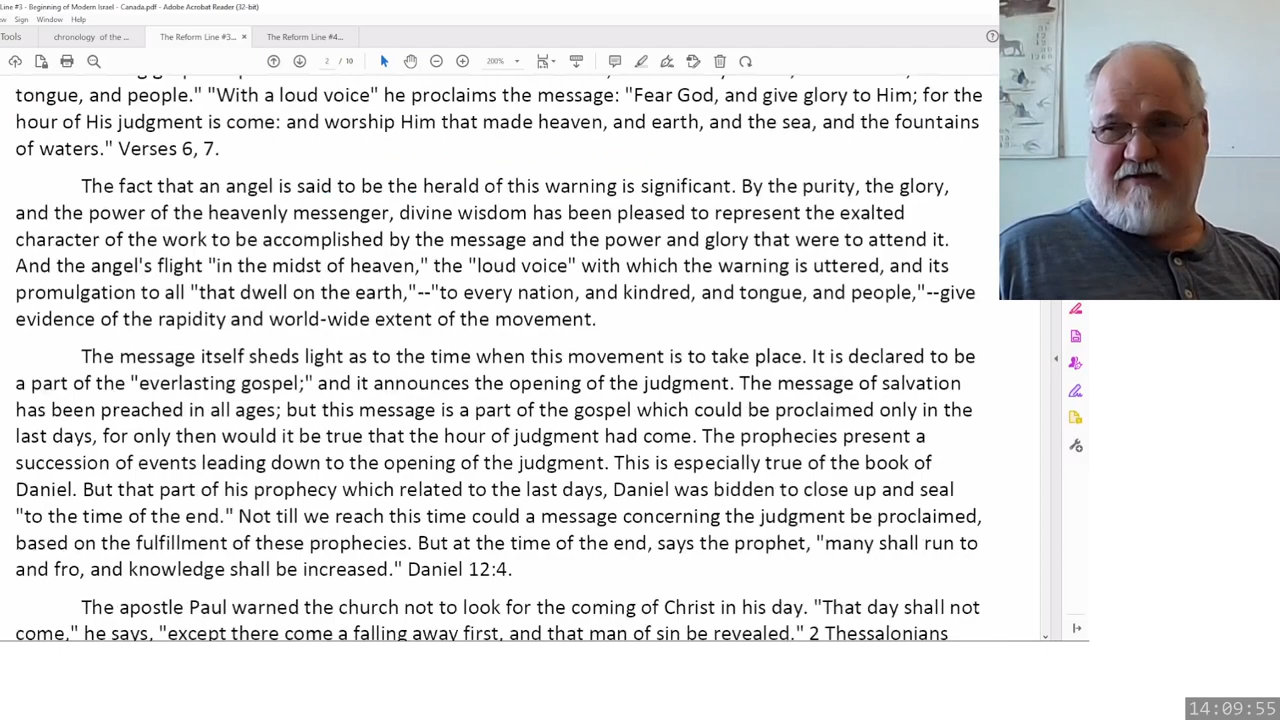 Line #3 - Beginning of Modern Israel - Canada.pdf - Adobe Acrobat Reader (32-bit)
Sign Window Help
Tools chronology of the ... The Reform Line #3... × The Reform Line #4...
200%
tongue, and people." "With a loud voice" he proclaims the message: "Fear God, and give glory to Him; for the
hour of His judgment is come: and worship Him that made heaven, and earth, and the sea, and the fountains
of waters." Verses 6, 7.
The fact that an angel is said to be the herald of this warning is significant. By the purity, the glory,
and the power of the heavenly messenger, divine wisdom has been pleased to represent the exalted
character of the work to be accomplished by the message and the power and glory that were to attend it.
And the angel's flight "in the midst of heaven," the "loud voice" with which the warning is uttered, and its
promulgation to all "that dwell on the earth,"--"to every nation, and kindred, and tongue, and people,"--give
evidence of the rapidity and world-wide extent of the movement.
The message itself sheds light as to the time when this movement is to take place. It is declared to be
a part of the "everlasting gospel;" and it announces the opening of the judgment. The message of salvation
has been preached in all ages; but this message is a part of the gospel which could be proclaimed only in the
last days, for only then would it be true that the hour of judgment had come. The prophecies present a
succession of events leading down to the opening of the judgment. This is especially true of the book of
Daniel. But that part of his prophecy which related to the last days, Daniel was bidden to close up and seal
"to the time of the end." Not till we reach this time could a message concerning the judgment be proclaimed,
based on the fulfillment of these prophecies. But at the time of the end, says the prophet, "many shall run to
and fro, and knowledge shall be increased." Daniel 12:4.
The apostle Paul warned the church not to look for the coming of Christ in his day. "That day shall not
come," he says, "except there come a falling away first, and that man of sin be revealed." 2 Thessalonians
14:09:55